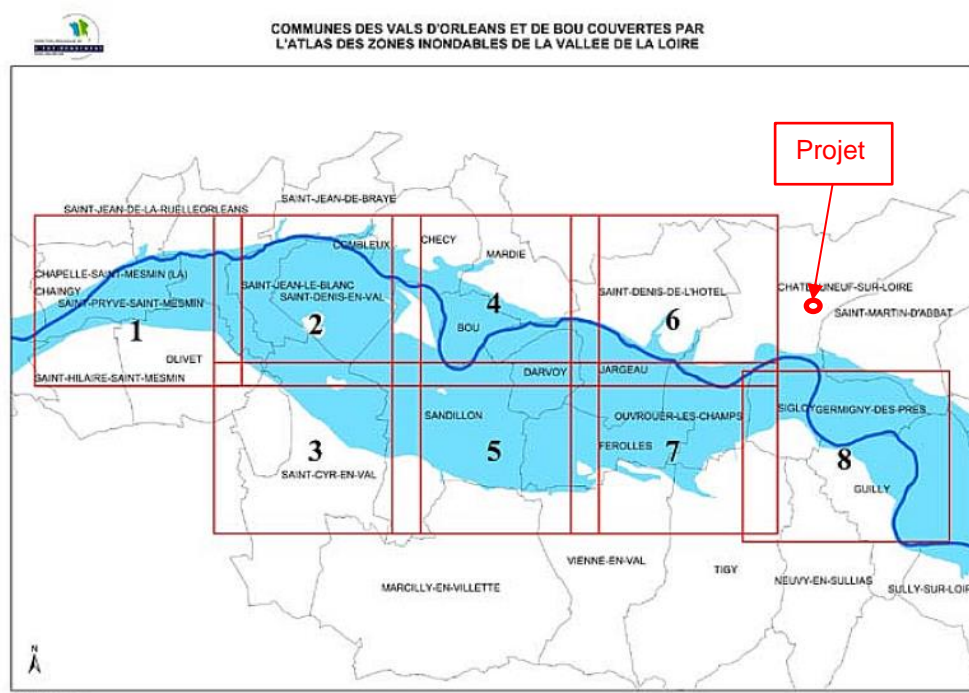 COMMUNES DES VALS D'ORLEANS ET DE BOU COUVERTES PAR
L'ATLAS DES ZONES INONDABLES DE LA VALLEE DE LA LOIRE
Projet
SAINT-JEAN-DE-BRAYE
SAINT-JEAN-DE-LA-RUELLE
ORLEANS
COMBLEUX
CHECY
MARDIE
CHAPELLE-SAINT-MESMIN (LA)
CHAINGY
SAINT-PRYVE-SAINT-MESMIN
SAINT-JEAN-LE-BLANC
SAINT-DENIS-EN-VAL
SAINT-DENIS-DE-L'HOTEL
CHATEAUNEUF-SUR-LOIRE
SAINT-MARTIN-D'ABBAT
1
2
4
6
BOU
OLIVET
SAINT-HILAIRE-SAINT-MESMIN
DARVOY
JARGEAU
SANDILLON
OUVROUER-LES-CHAMPS
SIGLOY
GERMIGNY-DES-PRES
FEROLLES
3
5
7
8
SAINT-CYR-EN-VAL
GUILLY
MARCILLY-EN-VILLETTE
VIENNE-EN-VAL
TIGY
NEUVY-EN-SULLIAS
SULLY-SUR-LOIR
N